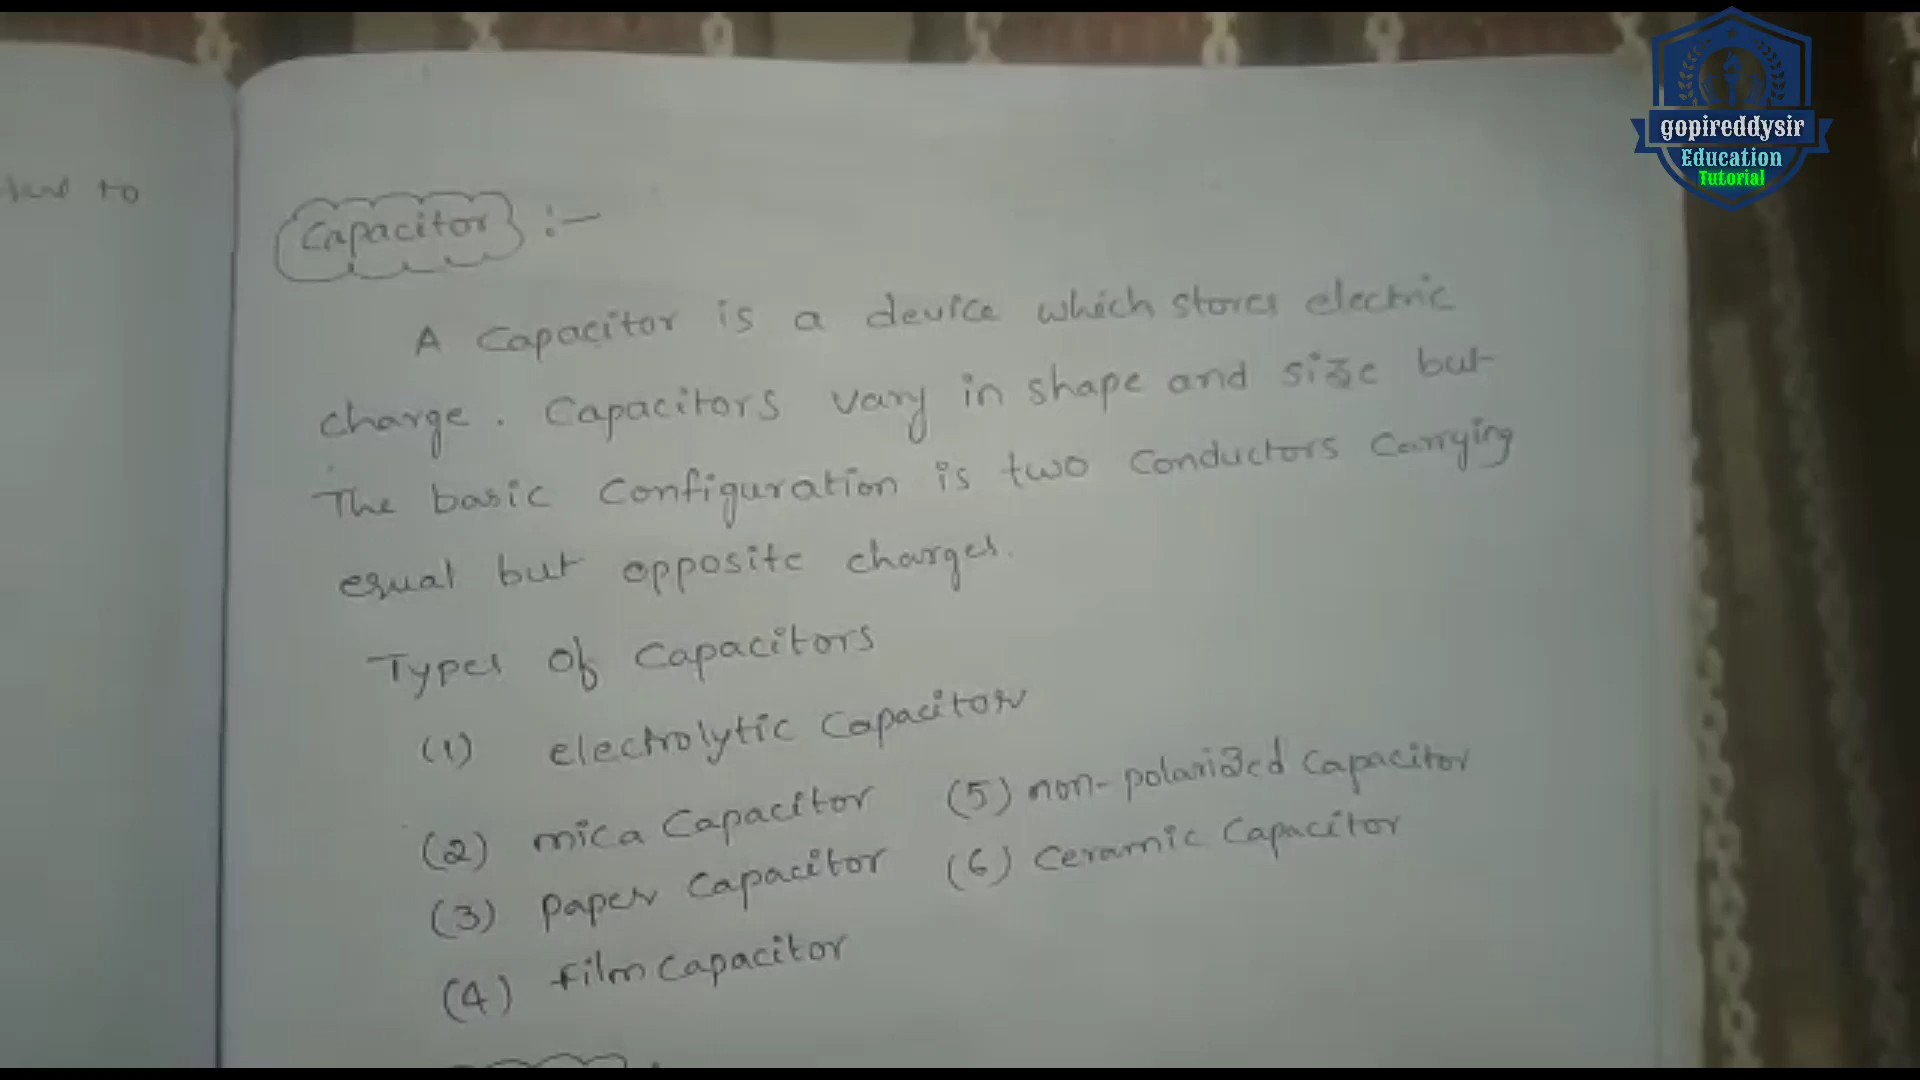 to
Capacitor :-
A Capacitor is a device which stores electric
charge. Capacitors vary in shape and size but
The basic Configuration is two Conductors Carrying
equal but opposite charges.
Types Of Capacitors
(1) electrolytic Capacitor
(2) mica Capacitor (5) non-polarized Capacitor
(3) Paper Capacitor (6) Ceramic Capacitor
(4) film Capacitor
gopireddysir
Education
Tutorial